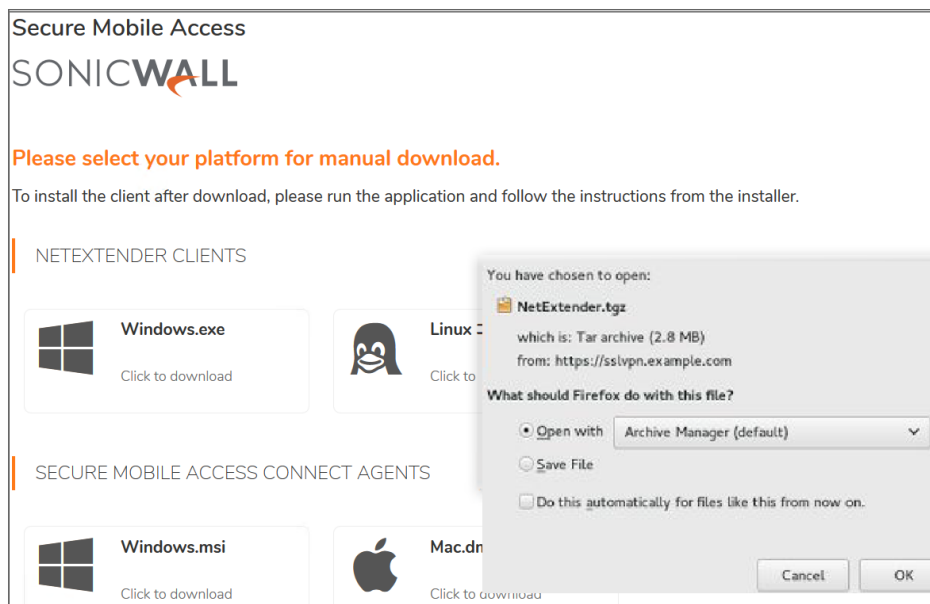 Secure Mobile Access
SONICWALL
Please select your platform for manual download.
To install the client after download, please run the application and follow the instructions from the installer.
NETEXTENDER CLIENTS
Windows.exe
Click to download
Linux
Click to
You have chosen to open:
NetExtender.tgz
which is: Tar archive (2.8 MB)
from: https://sslvpn.example.com
What should Firefox do with this file?
Open with
Archive Manager (default)
Save File
Do this automatically for files like this from now on.
Cancel
OK
SECURE MOBILE ACCESS CONNECT AGENTS
Windows.msi
Click to download
Mac.dm
Click to download